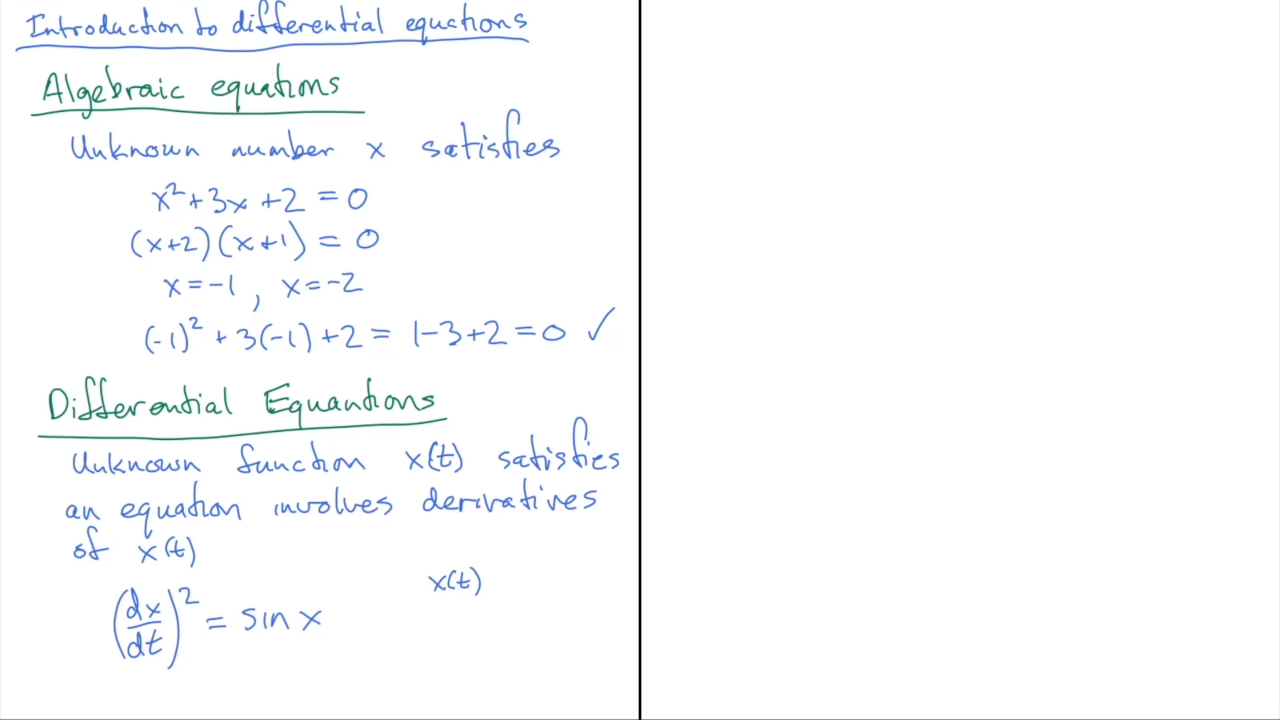 Introduction to differential equations
Algebraic equations
Unknown number x satisfies
x² + 3x + 2 = 0
(x+2)(x+1) = 0
x = -1, x = -2
(-1)² + 3(-1) + 2 = 1 - 3 + 2 = 0 ✓
Differential Equantions
Unknown function x(t) satisfies
an equation involves derivatives
of x(t)
x(t)
(dx/dt)² = sin x